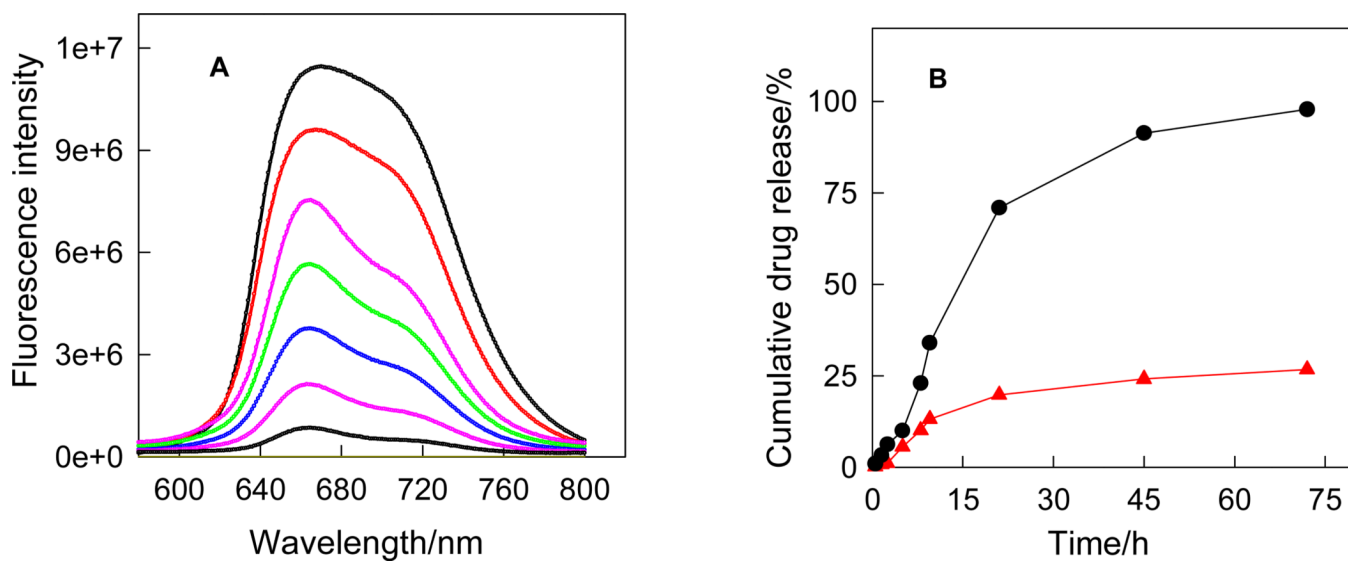 A
Fluorescence intensity
1e+7
9e+6
6e+6
3e+6
0e+0
600 640 680 720 760 800
Wavelength/nm
B
Cumulative drug release/%
100
75
50
25
0
0 15 30 45 60 75
Time/h